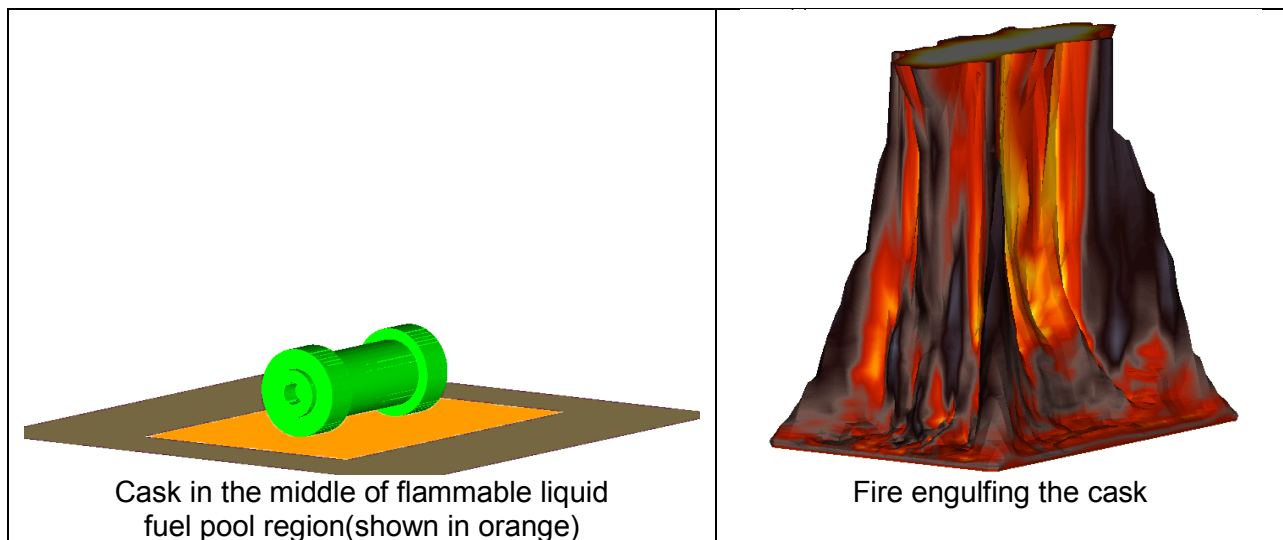 Cask in the middle of flammable liquid
fuel pool region(shown in orange)
Fire engulfing the cask